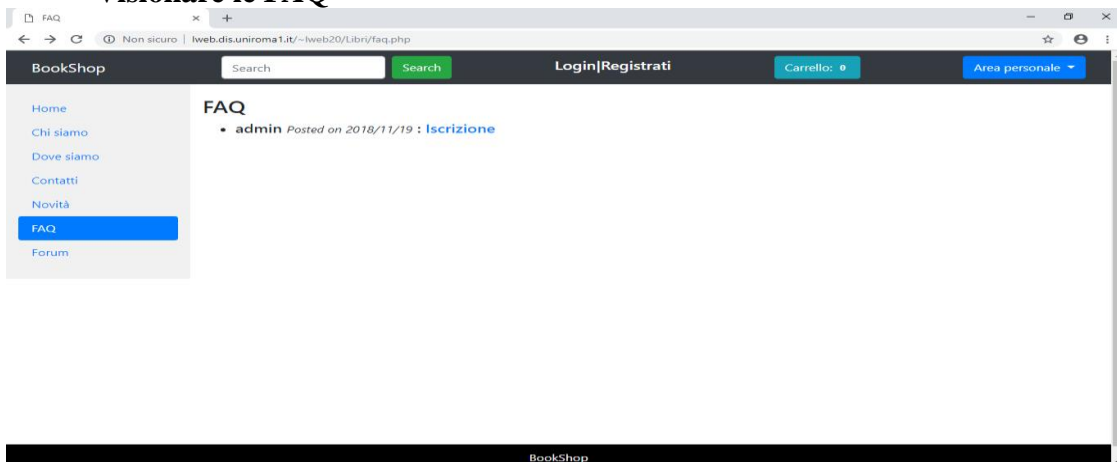 Visionare le FAQ
FAQ
Non sicuro | lweb.dis.uniroma1.it/~lweb20/Libri/faq.php
BookShop Search Search Login|Registrati Carrello: 0 Area personale
Home
Chi siamo
Dove siamo
Contatti
Novità
FAQ
Forum
FAQ
• admin Posted on 2018/11/19 : Iscrizione
BookShop